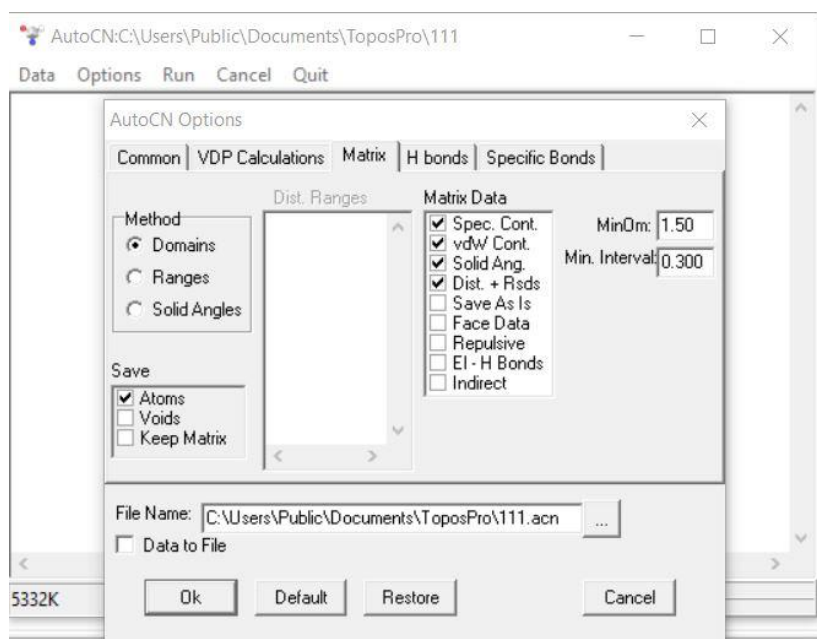 AutoCN:C:\Users\Public\Documents\ToposPro\111
Data Options Run Cancel Quit
AutoCN Options
Common VDP Calculations Matrix H bonds Specific Bonds
Method
Domains
Ranges
Solid Angles
Save
Atoms
Voids
Keep Matrix
Dist. Ranges
Matrix Data
Spec. Cont.
vdW Cont.
Solid Ang.
Dist. + Rsds
Save As Is
Face Data
Repulsive
El - H Bonds
Indirect
MinOm: 1.50
Min. Interval: 0.300
File Name: C:\Users\Public\Documents\ToposPro\111.acn ...
Data to File
Ok Default Restore Cancel
5332K